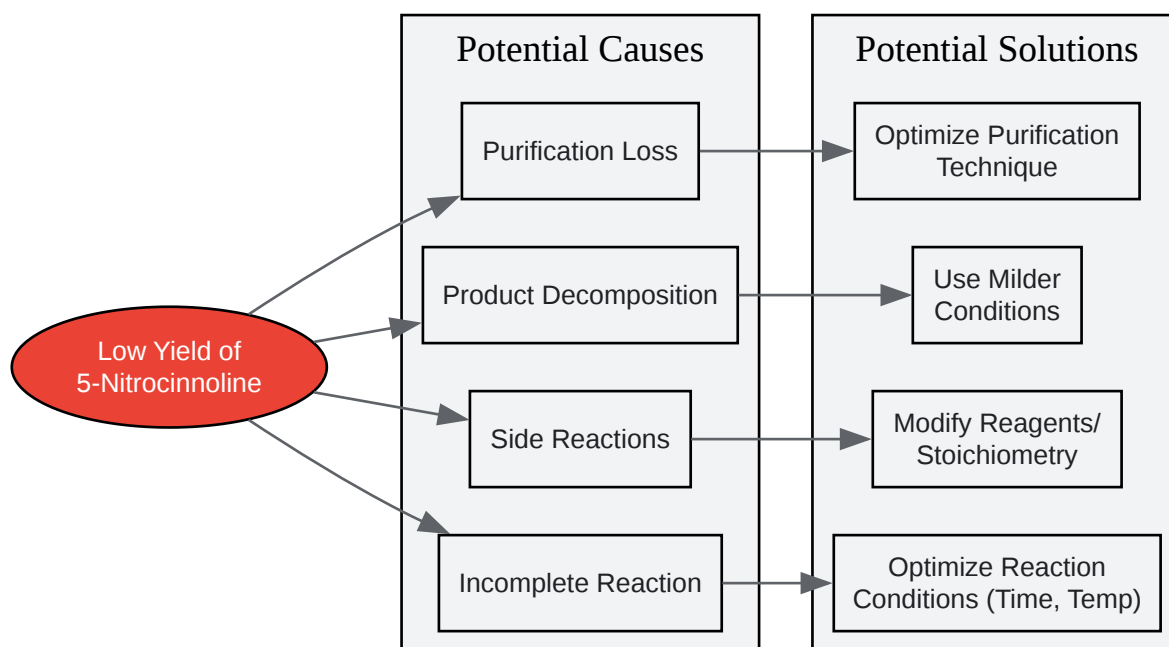 Potential Causes
Potential Solutions
Purification Loss
Optimize Purification
Technique
Product Decomposition
Use Milder
Conditions
Low Yield of
5-Nitrocinnoline
Side Reactions
Modify Reagents/
Stoichiometry
Incomplete Reaction
Optimize Reaction
Conditions (Time, Temp)